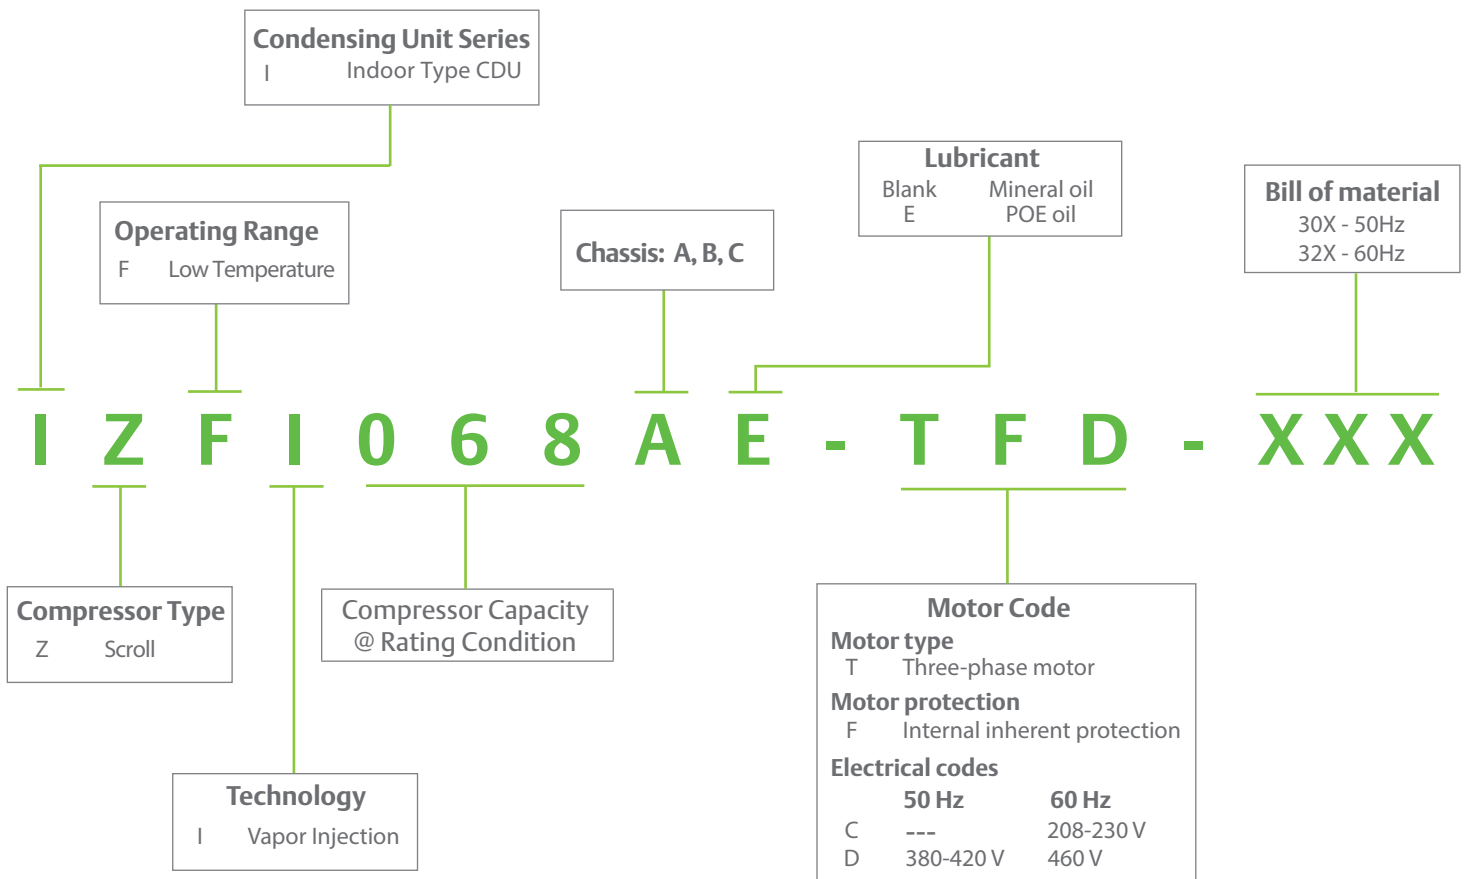 Condensing Unit Series
I Indoor Type CDU
Lubricant
Blank Mineral oil
E POE oil
Bill of material
30X - 50Hz
32X - 60Hz
Operating Range
F Low Temperature
Chassis: A, B, C
I Z F I 0 6 8 A E - T F D - X X X
Compressor Type
Z Scroll
Compressor Capacity
@ Rating Condition
Technology
I Vapor Injection
Motor Code
Motor type
T Three-phase motor
Motor protection
F Internal inherent protection
Electrical codes
50 Hz 60 Hz
C --- 208-230 V
D 380-420 V 460 V